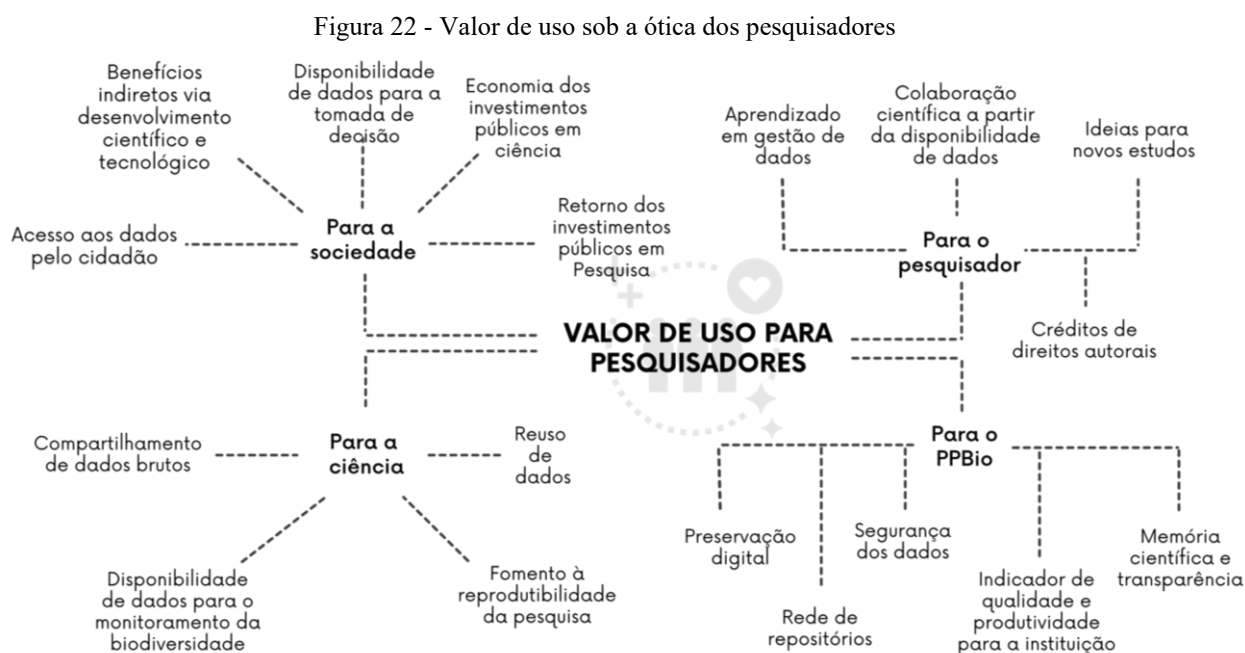 Figura 22 - Valor de uso sob a ótica dos pesquisadores
Benefícios
indiretos via
desenvolvimento
científico e
tecnológico
Disponibilidade
de dados para a
tomada de
decisão
Economia dos
investimentos
públicos em
ciência
Acesso aos dados
pelo cidadão
Para a
sociedade
Retorno dos
investimentos
públicos em
Pesquisa
Aprendizado
em gestão de
dados
Colaboração
científica a partir
da disponibilidade
de dados
Ideias para
novos estudos
Para o
pesquisador
Créditos de
direitos autorais
VALOR DE USO PARA
PESQUISADORES
Compartilhamento
de dados brutos
Para a
ciência
Reuso
de
dados
Disponibilidade
de dados para o
monitoramento da
biodiversidade
Fomento à
reprodutibilidade
da pesquisa
Para o
PPBio
Preservação
digital
Rede de
repositórios
Segurança
dos dados
Indicador de
qualidade e
produtividade
para a instituição
Memória
científica e
transparência